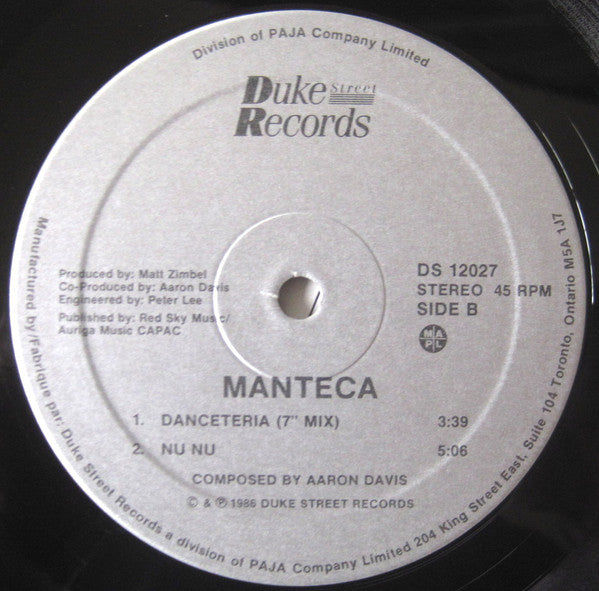 Division of PAJA Company Limited
Duke Street
Records
Produced by: Matt Zimbel
Co-Produced by: Aaron Davis
Engineered by: Peter Lee
Published by: Red Sky Music/
Auriga Music CAPAC
DS 12027
STEREO 45 RPM
SIDE B
M A P L
MANTECA
1. DANCETERIA (7" MIX) 3:39
2. NU NU 5:06
COMPOSED BY AARON DAVIS
© & ℗ 1986 DUKE STREET RECORDS
Manufactured by/Fabrique par: Duke Street Records a division of PAJA Company Limited 204 King Street East, Suite 104 Toronto, Ontario M5A 1J7